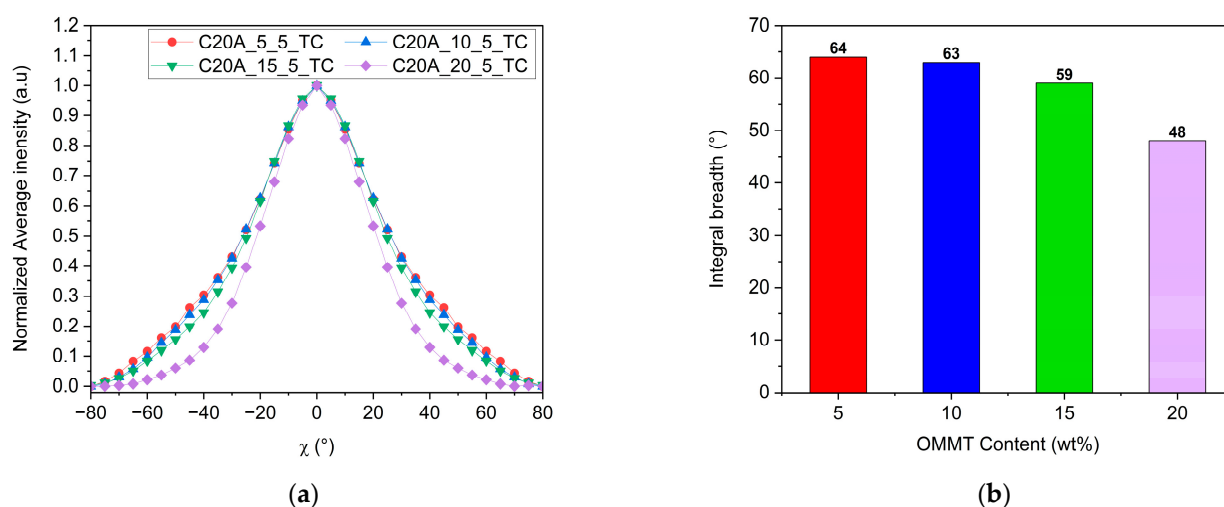 1.2
1.1
1.0
0.9
0.8
0.7
0.6
0.5
0.4
0.3
0.2
0.1
0.0
Normalized Average inensity (a.u)
C20A_5_5_TC
C20A_10_5_TC
C20A_15_5_TC
C20A_20_5_TC
−80 −60 −40 −20 0 20 40 60 80
χ (°)
(a)
70
60
50
40
30
20
10
0
Integral breadth (°)
64
63
59
48
5 10 15 20
OMMT Content (wt%)
(b)